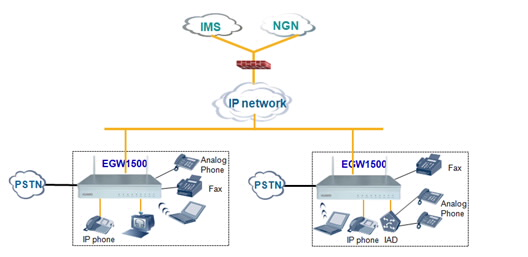 IMS
NGN
IP network
EGW1500
PSTN
Analog
Phone
Fax
IP phone
EGW1500
PSTN
Fax
Analog
Phone
IP phone
IAD